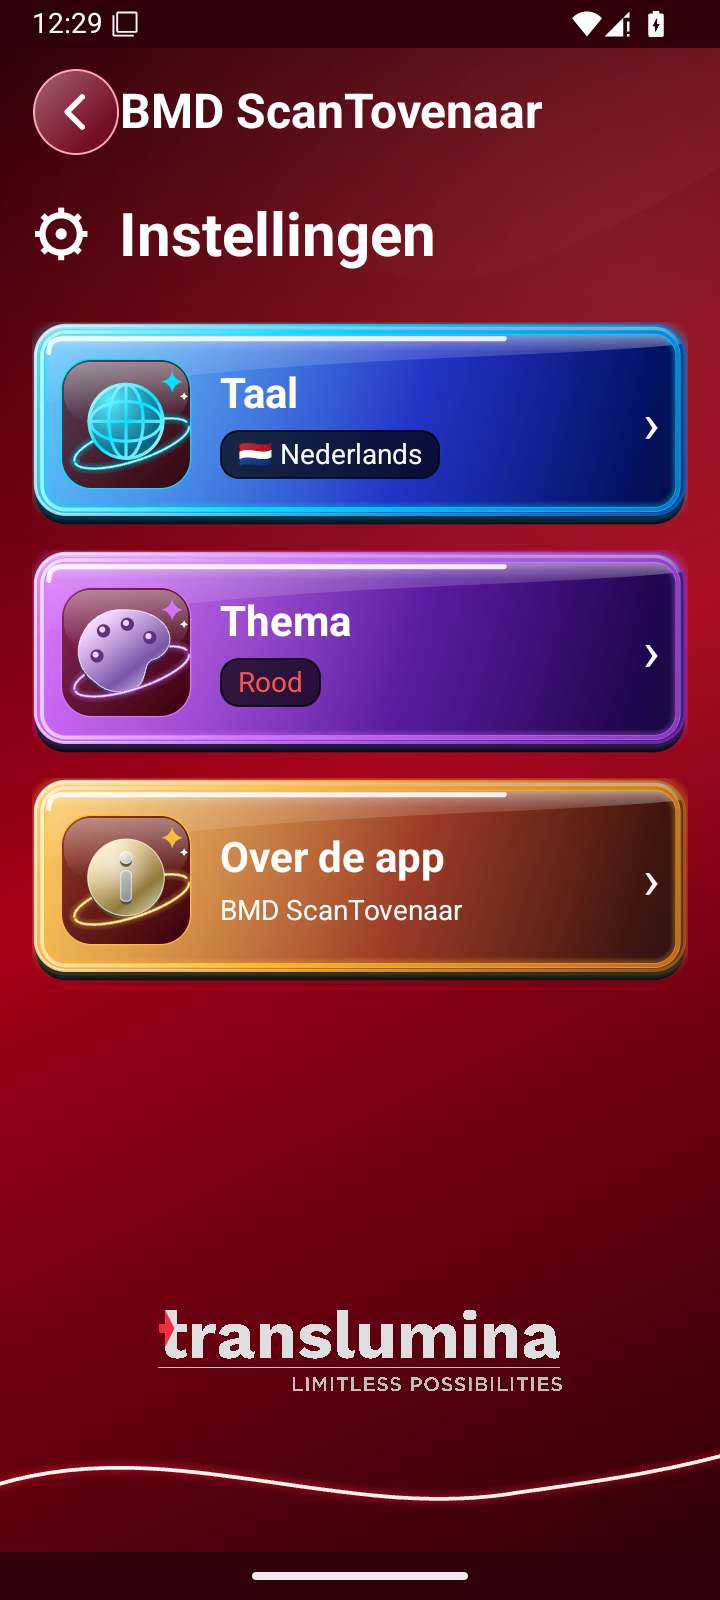 12:29
BMD ScanTovenaar
Instellingen
Taal
🇳🇱 Nederlands
Thema
Rood
Over de app
BMD ScanTovenaar
translumina
LIMITLESS POSSIBILITIES